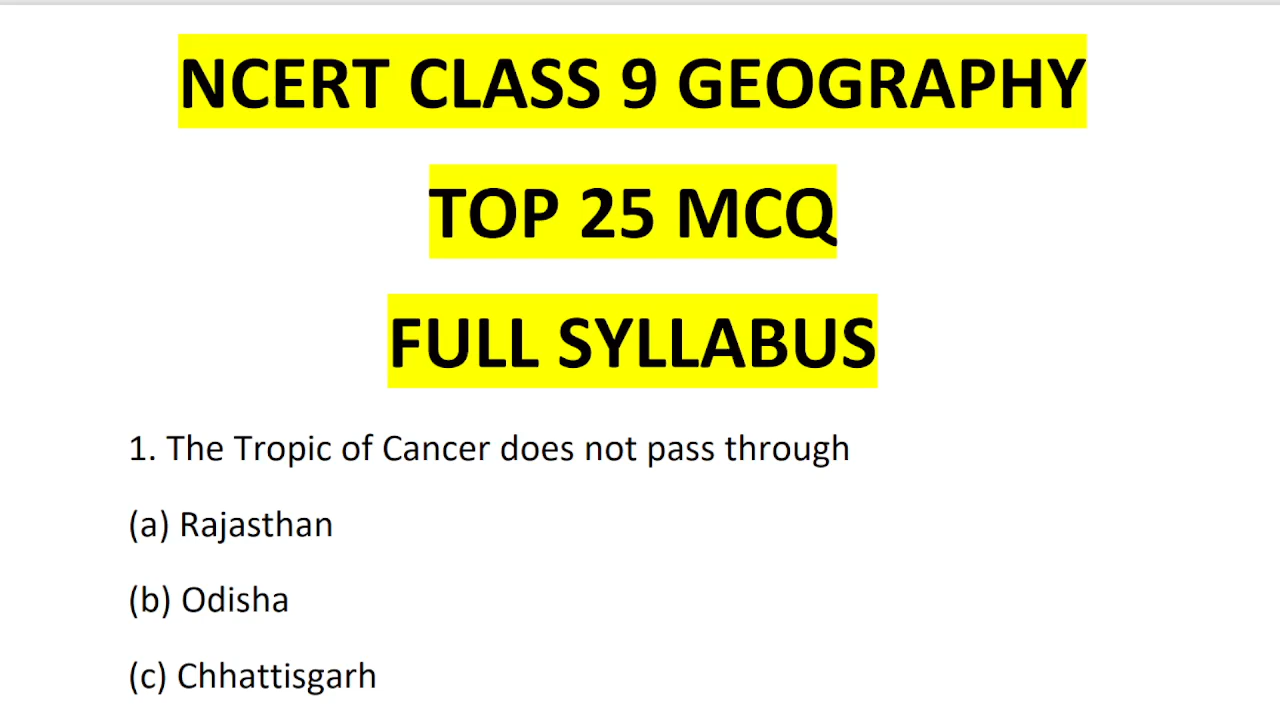 NCERT CLASS 9 GEOGRAPHY
TOP 25 MCQ
FULL SYLLABUS
1. The Tropic of Cancer does not pass through
(a) Rajasthan
(b) Odisha
(c) Chhattisgarh